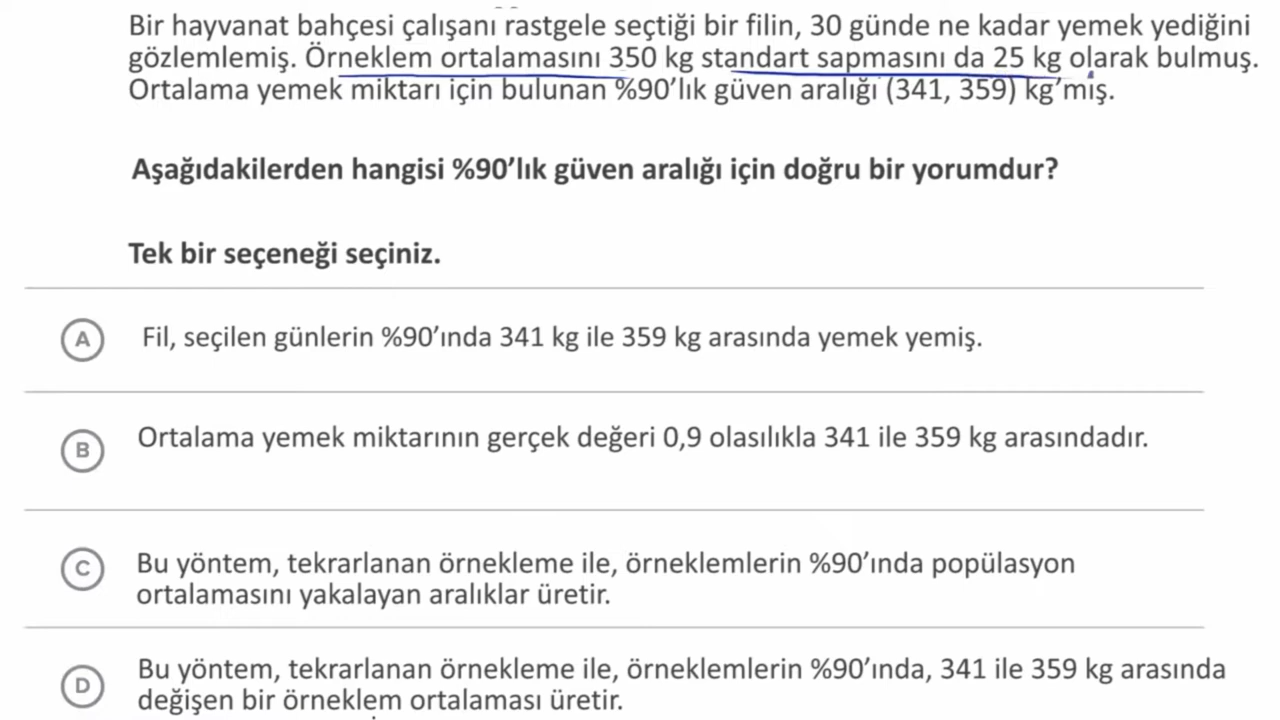 Bir hayvanat bahçesi çalışanı rastgele seçtiği bir filin, 30 günde ne kadar yemek yediğini
gözlemlemiş. Örneklem ortalamasını 350 kg standart sapmasını da 25 kg olarak bulmuş.
Ortalama yemek miktarı için bulunan %90’lık güven aralığı (341, 359) kg’mış.
Aşağıdakilerden hangisi %90’lık güven aralığı için doğru bir yorumdur?
Tek bir seçeneği seçiniz.
A Fil, seçilen günlerin %90’ında 341 kg ile 359 kg arasında yemek yemiş.
B Ortalama yemek miktarının gerçek değeri 0,9 olasılıkla 341 ile 359 kg arasındadır.
C Bu yöntem, tekrarlanan örnekleme ile, örneklemlerin %90’ında popülasyon
ortalamasını yakalayan aralıklar üretir.
D Bu yöntem, tekrarlanan örnekleme ile, örneklemlerin %90’ında, 341 ile 359 kg arasında
değişen bir örneklem ortalaması üretir.